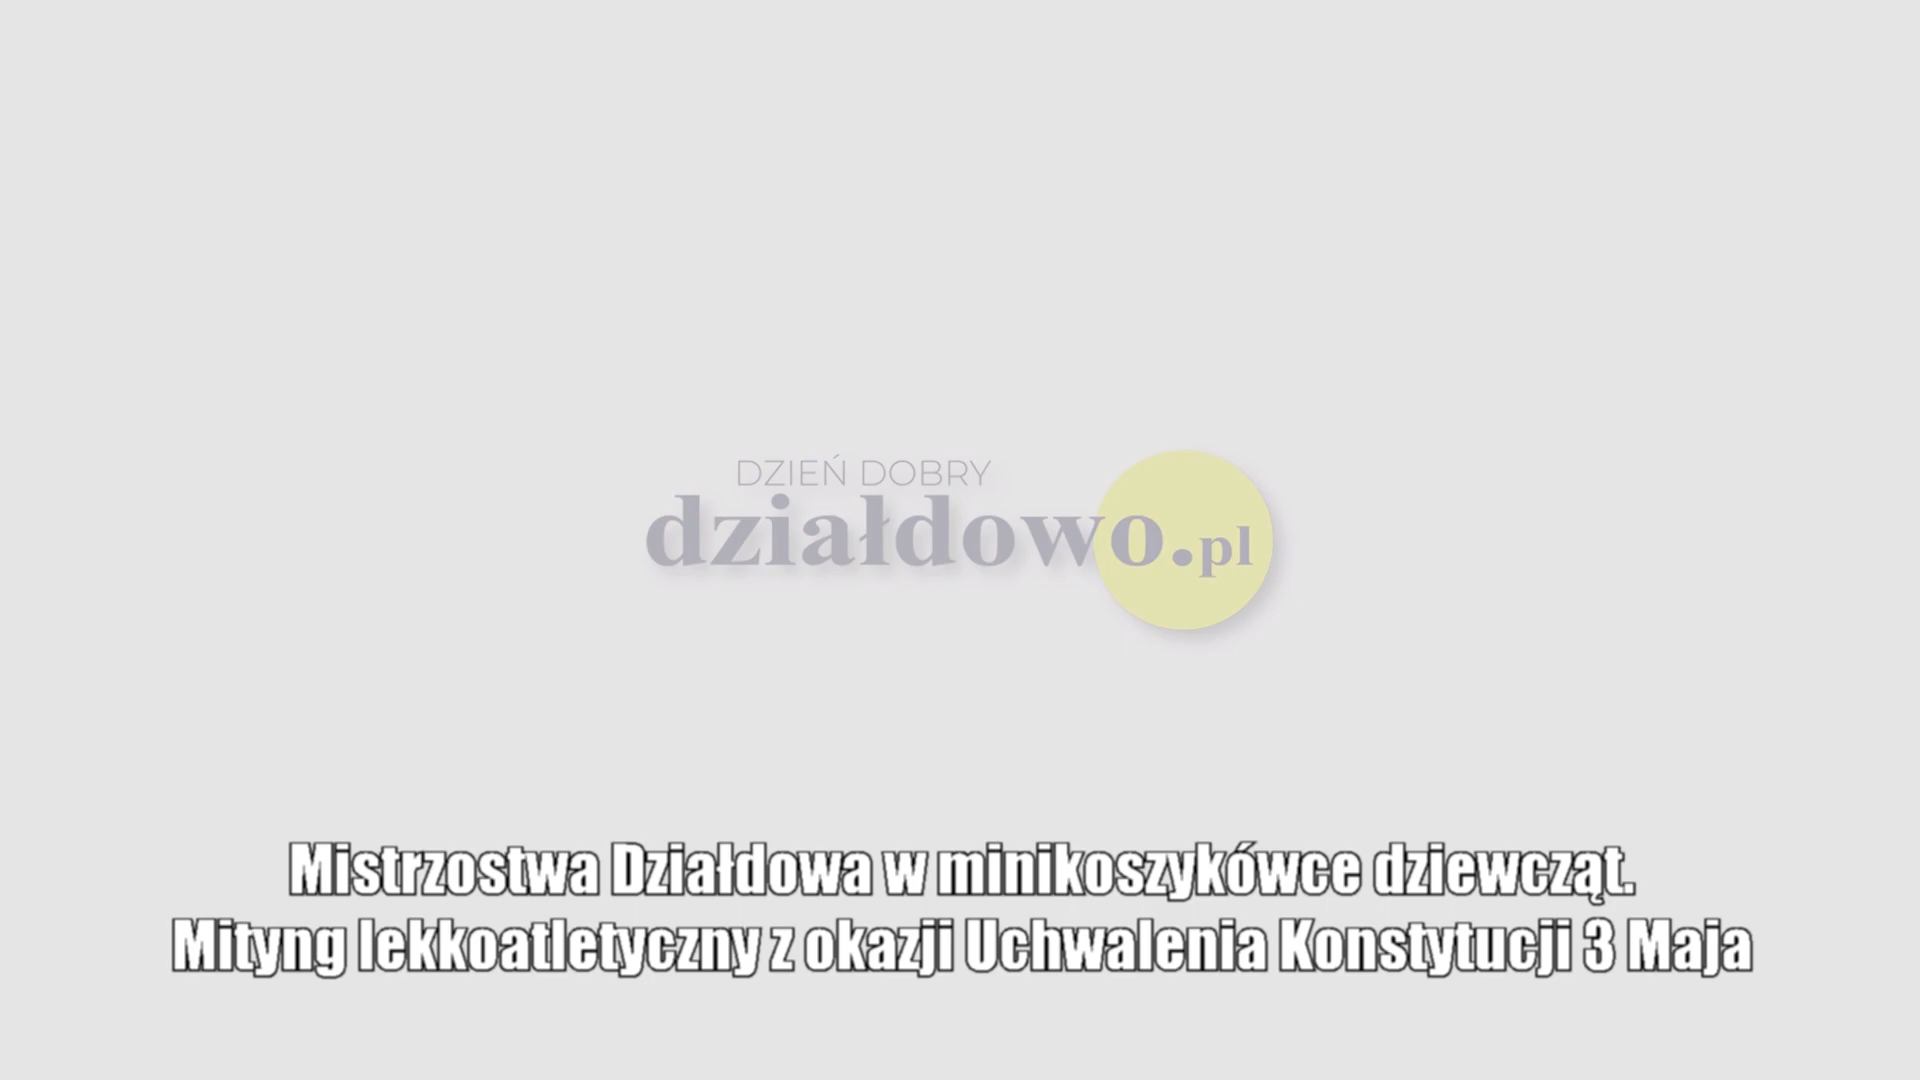 DZIEŃ DOBRY
działdowo.pl
Mistrzostwa Działdowa w minikoszykówce dziewcząt.
Mityng lekkoatletyczny z okazji Uchwalenia Konstytucji 3 Maja